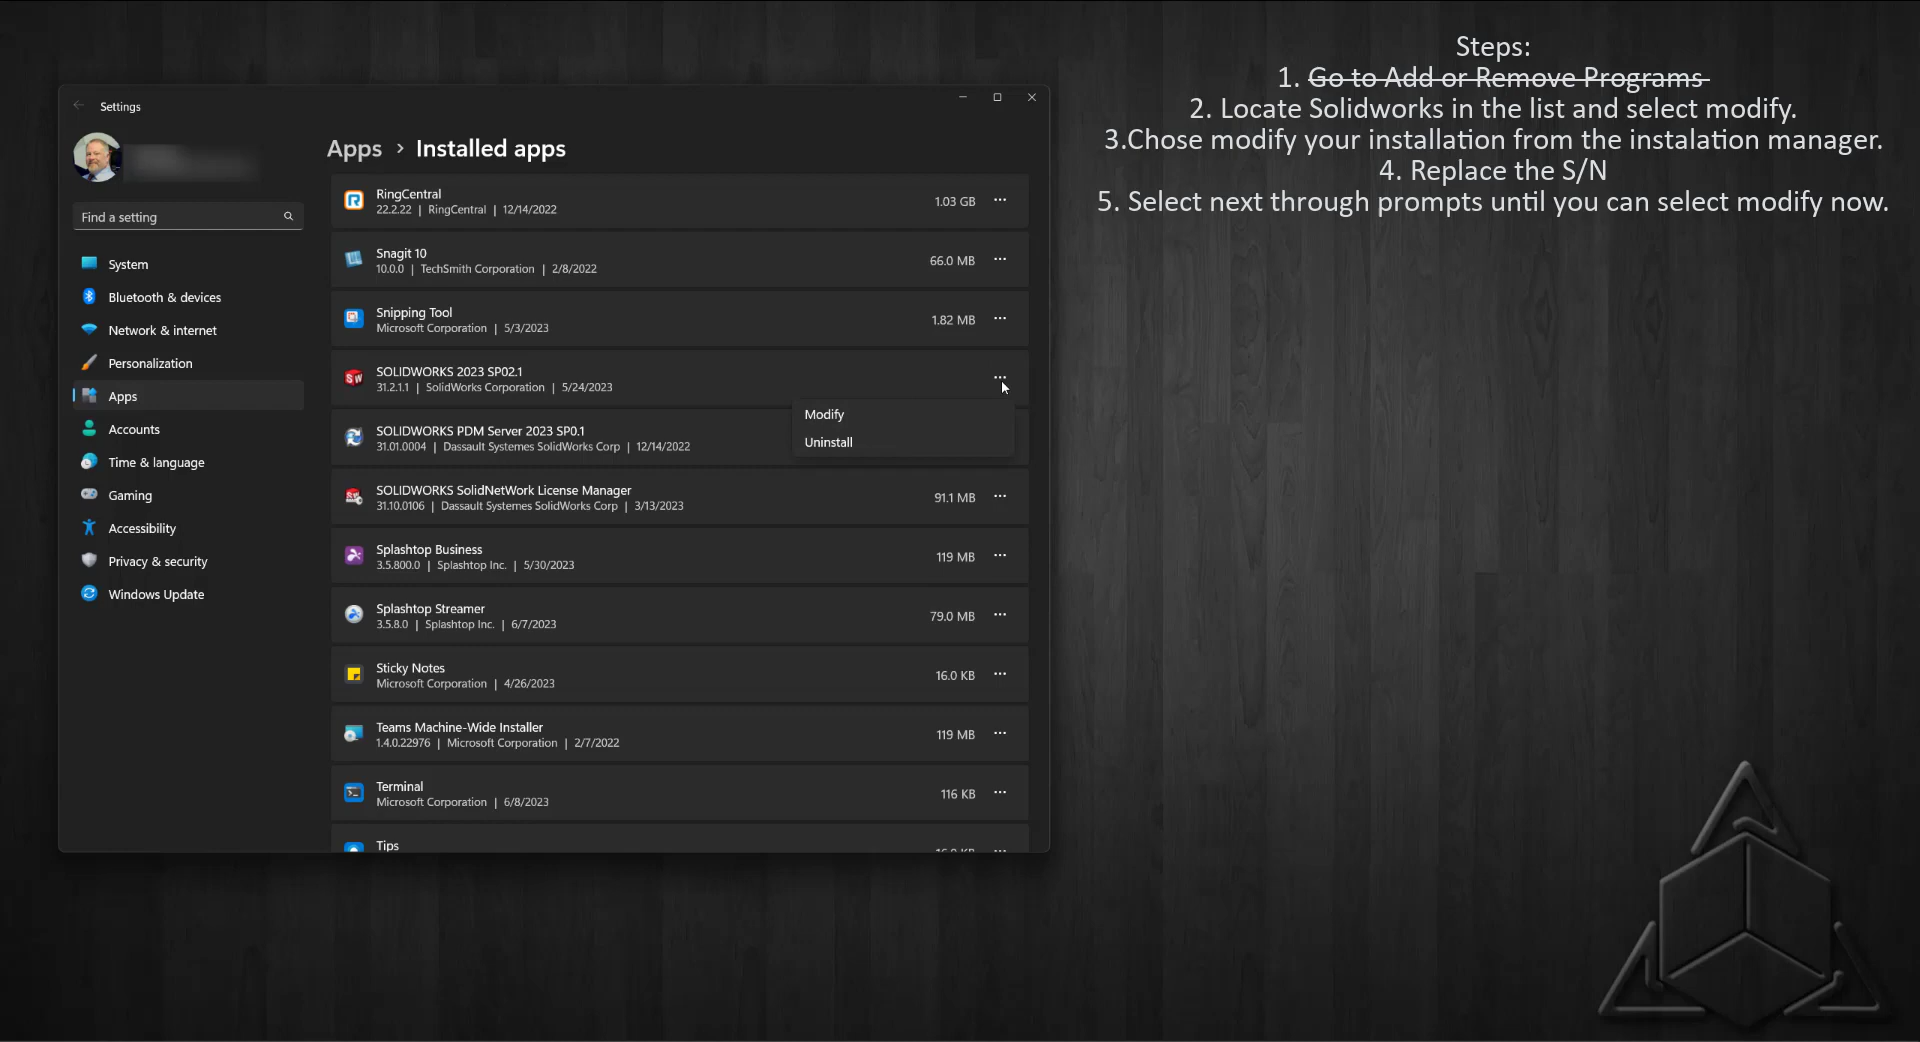 Steps:
1. Go to Add or Remove Programs
2. Locate Solidworks in the list and select modify.
3.Chose modify your installation from the instalation manager.
4. Replace the S/N
5. Select next through prompts until you can select modify now.
Settings
Find a setting
System
Bluetooth & devices
Network & internet
Personalization
Apps
Accounts
Time & language
Gaming
Accessibility
Privacy & security
Windows Update
Apps > Installed apps
RingCentral
22.2.22 | RingCentral | 12/14/2022
1.03 GB
Snagit 10
10.0.0 | TechSmith Corporation | 2/8/2022
66.0 MB
Snipping Tool
Microsoft Corporation | 5/3/2023
1.82 MB
SOLIDWORKS 2023 SP02.1
31.2.1.1 | SolidWorks Corporation | 5/24/2023
Modify
Uninstall
SOLIDWORKS PDM Server 2023 SP0.1
31.01.0004 | Dassault Systemes SolidWorks Corp | 12/14/2022
SOLIDWORKS SolidNetWork License Manager
31.10.0106 | Dassault Systemes SolidWorks Corp | 3/13/2023
91.1 MB
Splashtop Business
3.5.800.0 | Splashtop Inc. | 5/30/2023
119 MB
Splashtop Streamer
3.5.8.0 | Splashtop Inc. | 6/7/2023
79.0 MB
Sticky Notes
Microsoft Corporation | 4/26/2023
16.0 KB
Teams Machine-Wide Installer
1.4.0.22976 | Microsoft Corporation | 2/7/2022
119 MB
Terminal
Microsoft Corporation | 6/8/2023
116 KB
Tips